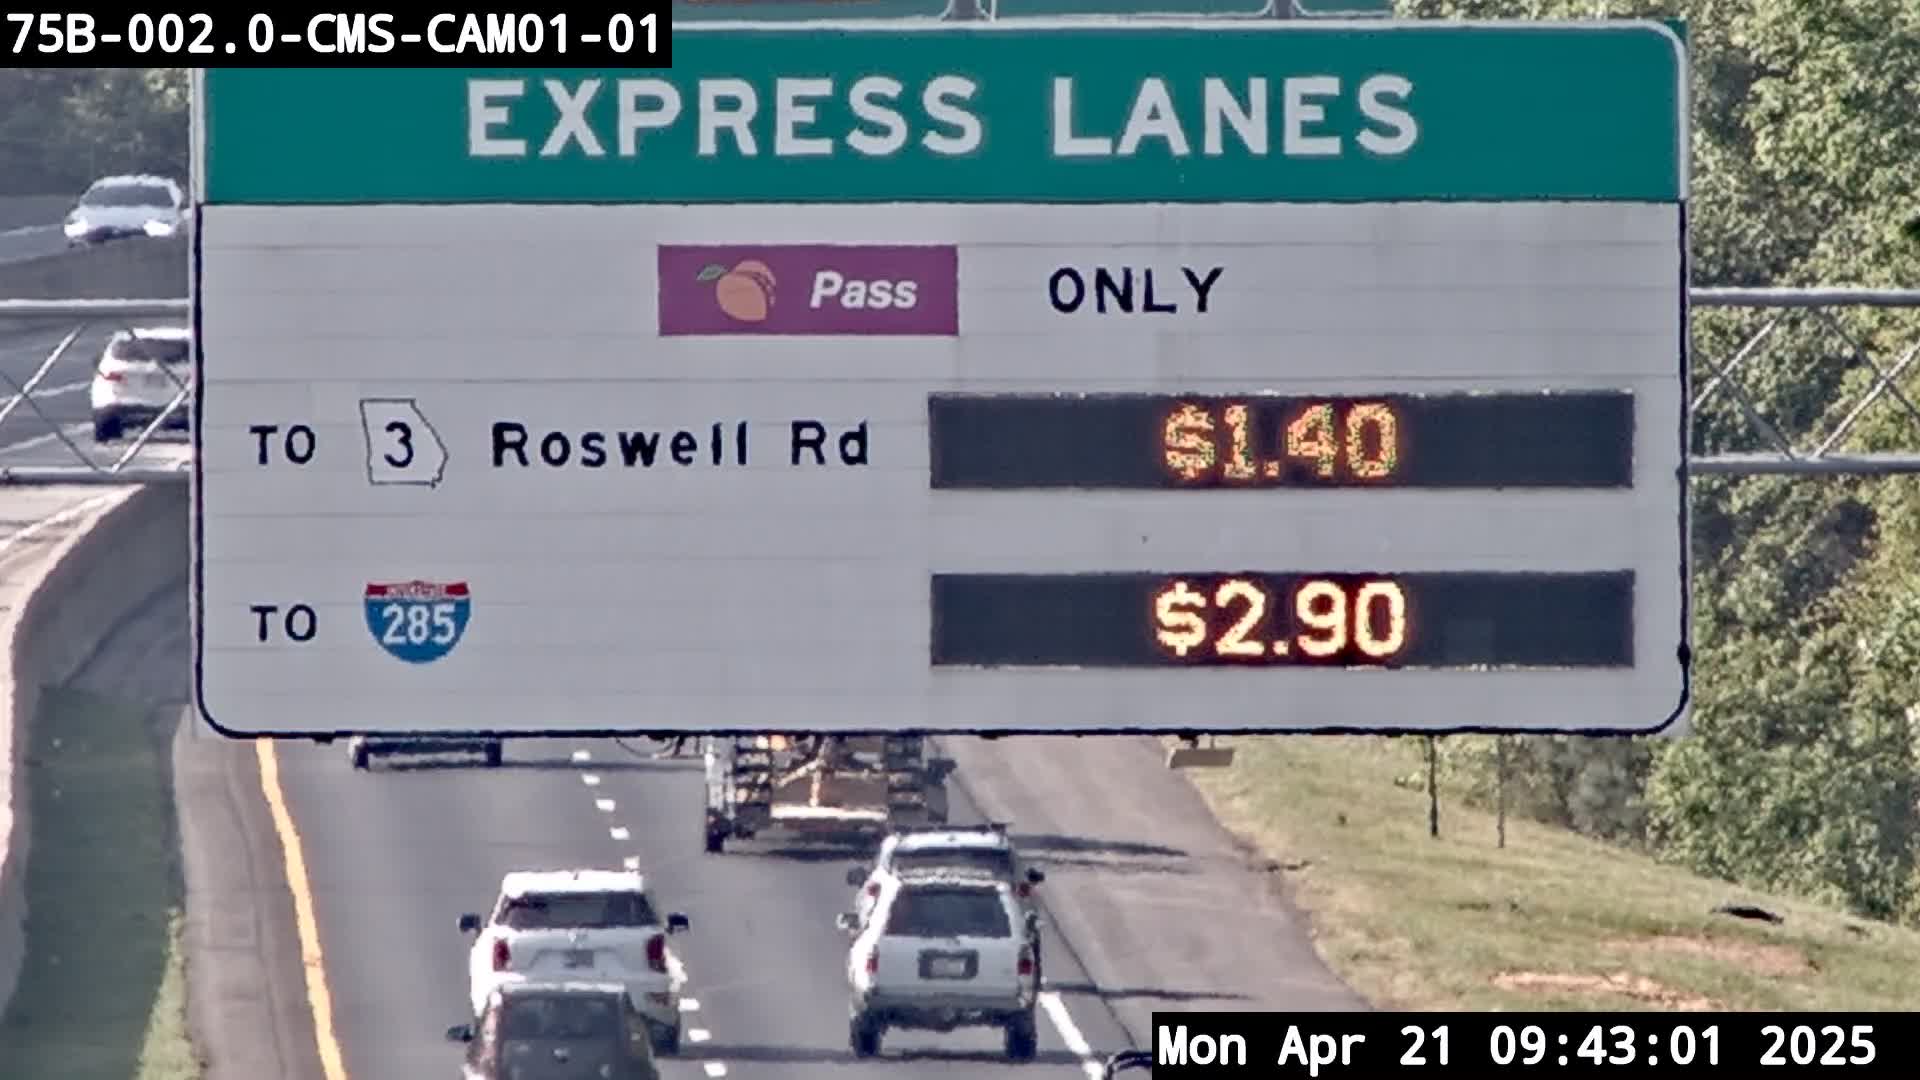 75B-002.0-CMS-CAM01-01
EXPRESS LANES
Pass ONLY
TO 3 Roswell Rd $1.40
TO 285 $2.90
Mon Apr 21 09:43:01 2025